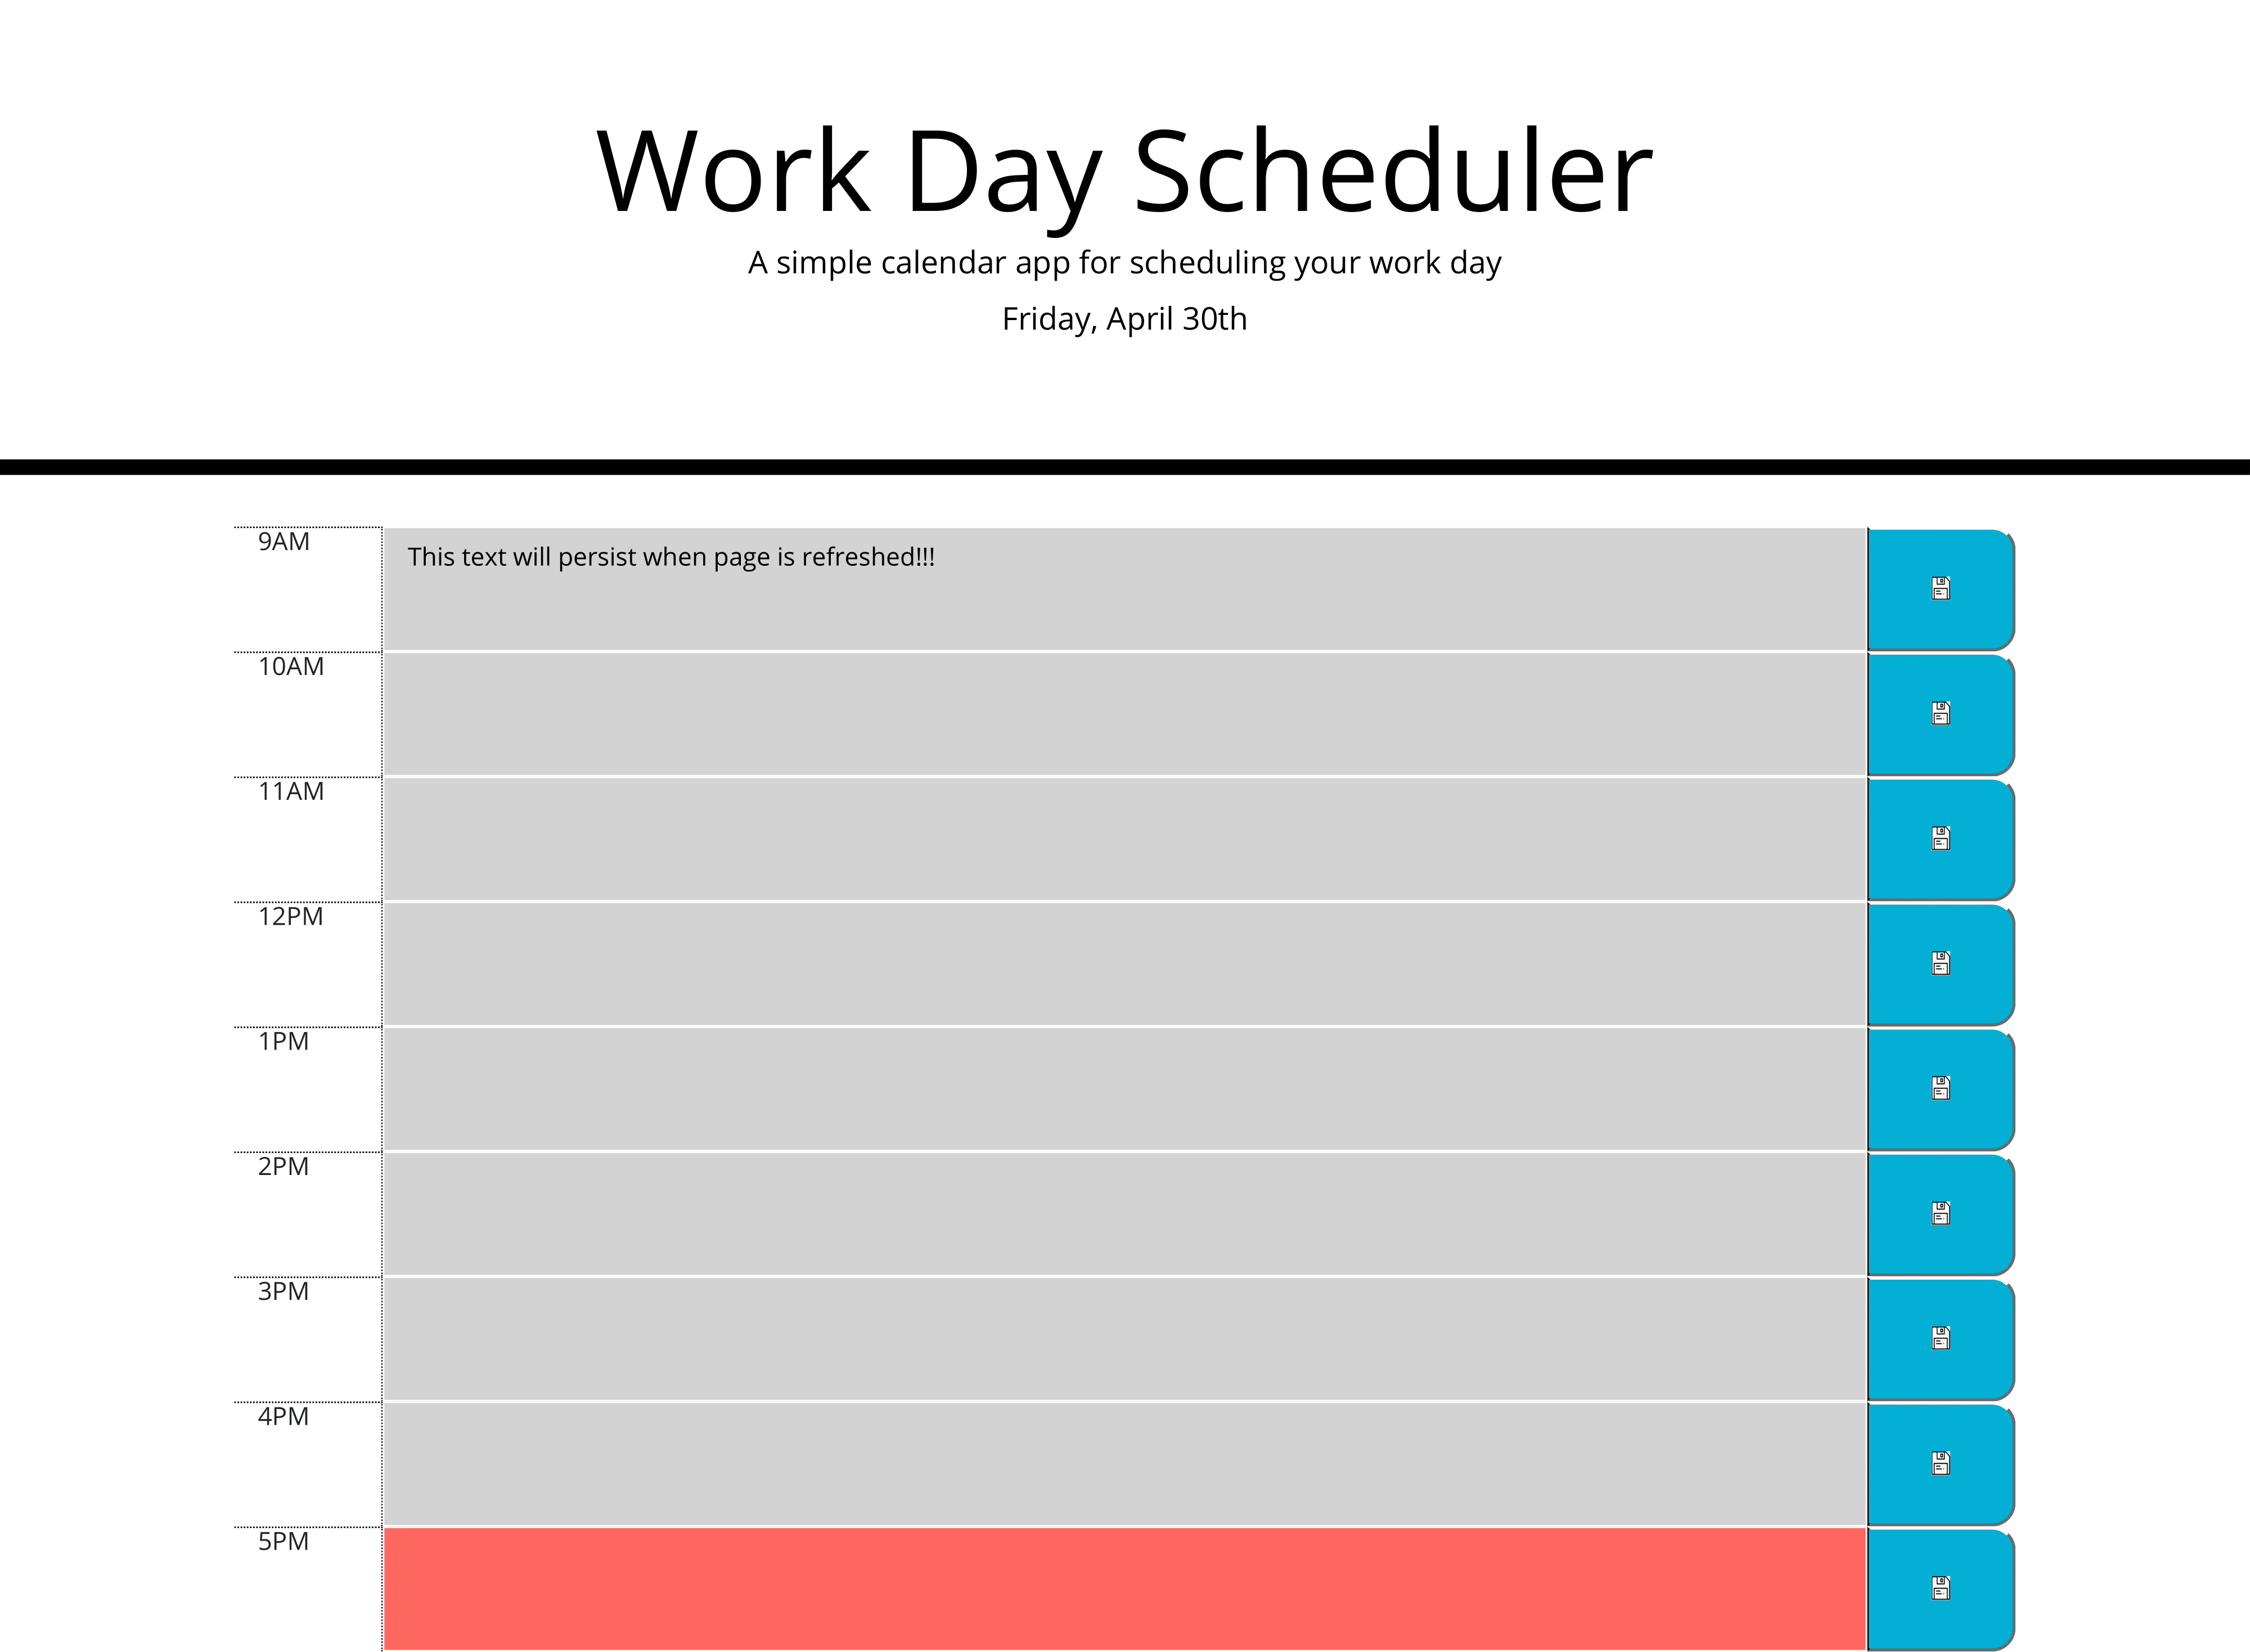 Work Day Scheduler
A simple calendar app for scheduling your work day
Friday, April 30th
9AM
This text will persist when page is refreshed!!!
10AM
11AM
12PM
1PM
2PM
3PM
4PM
5PM